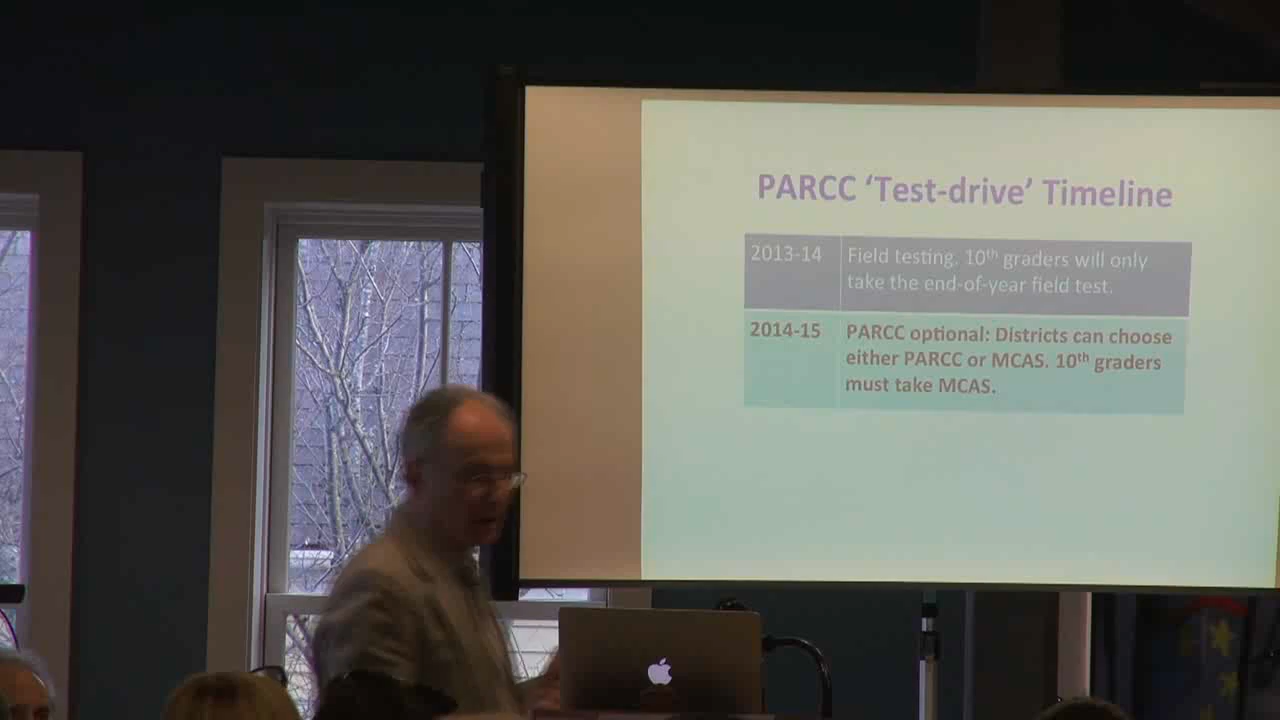 PARCC ‘Test-drive’ Timeline
2013-14
Field testing. 10th graders will only
take the end-of-year field test.
2014-15
PARCC optional: Districts can choose
either PARCC or MCAS. 10th graders
must take MCAS.